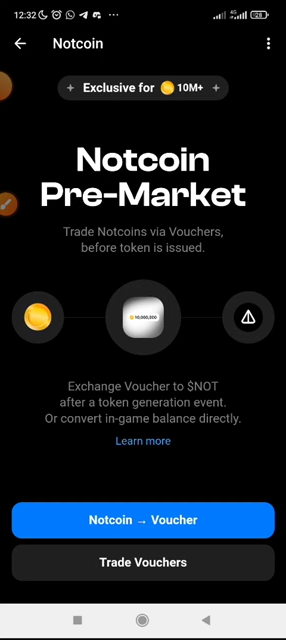 12:32
4G
128
Notcoin
Exclusive for 10M+
Notcoin
Pre-Market
Trade Notcoins via Vouchers,
before token is issued.
10,000,000
Exchange Voucher to $NOT
after a token generation event.
Or convert in-game balance directly.
Learn more
Notcoin → Voucher
Trade Vouchers